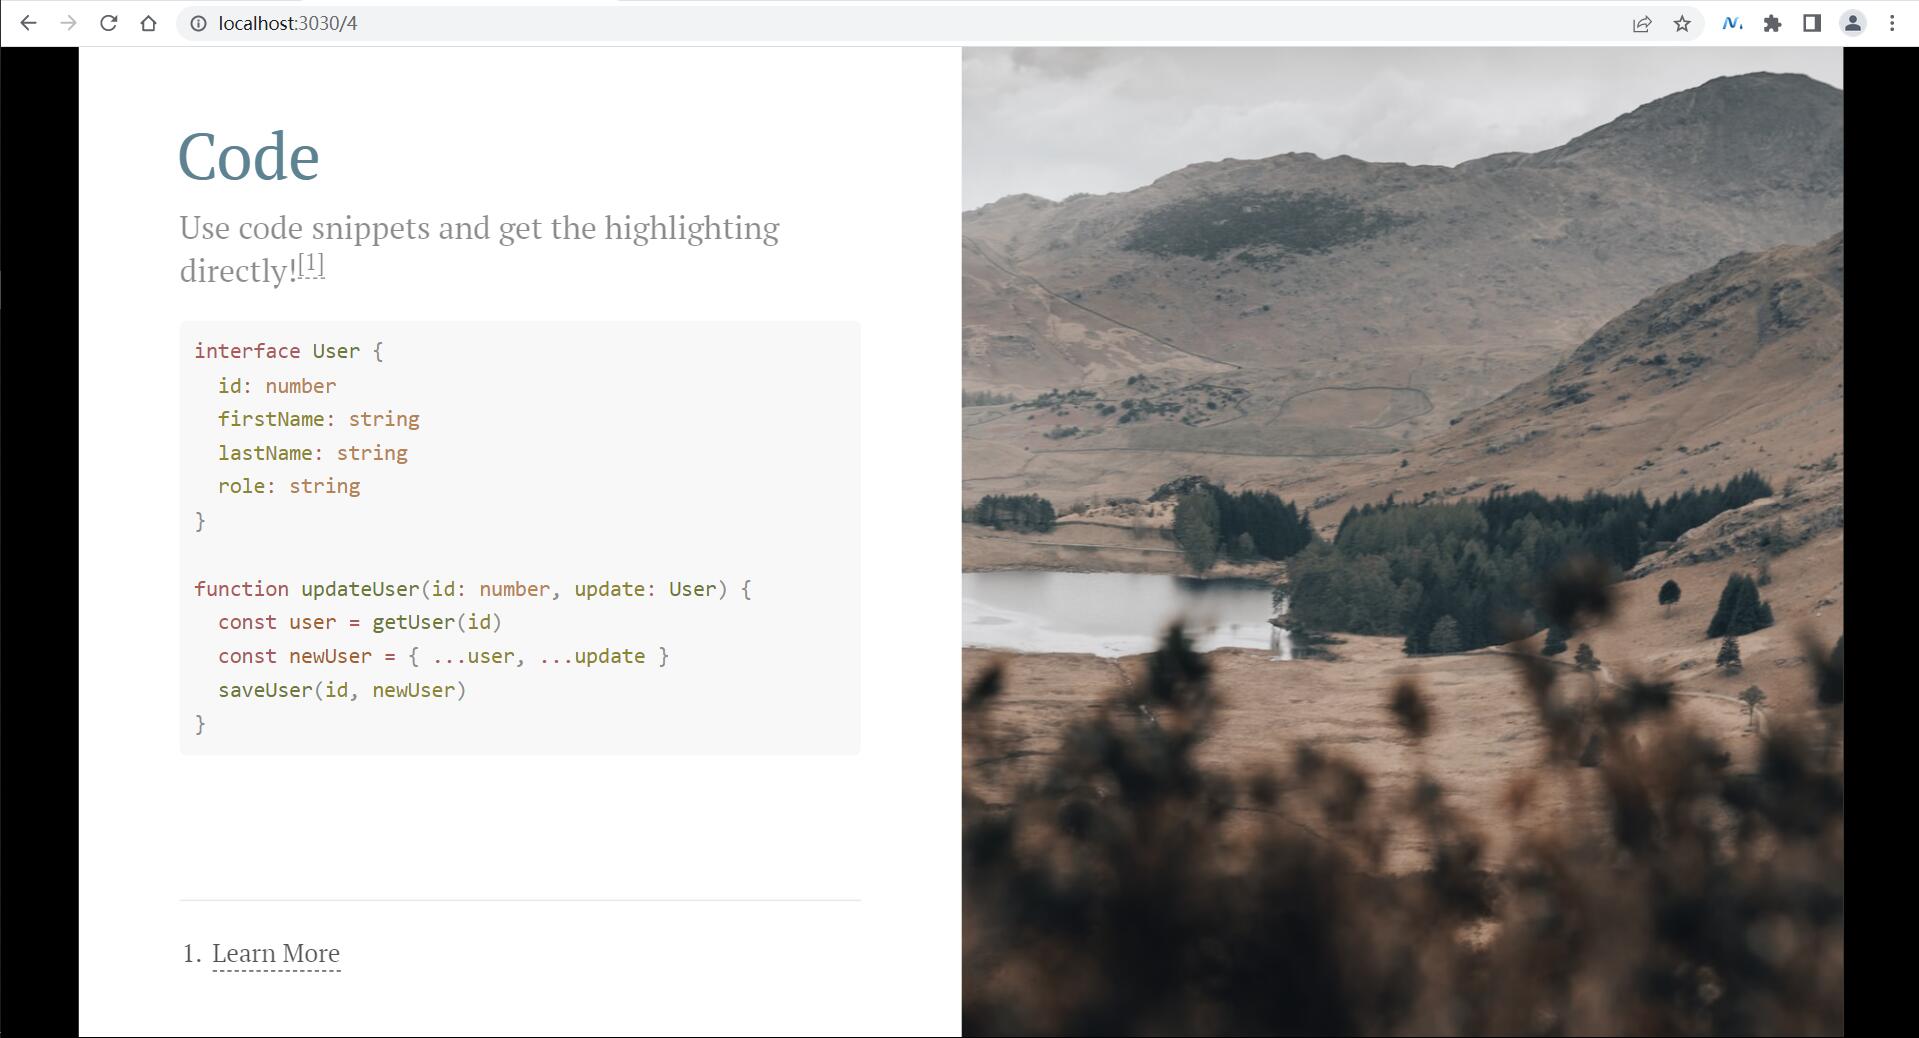 localhost:3030/4
Code
Use code snippets and get the highlighting
directly![1]
interface User {
  id: number
  firstName: string
  lastName: string
  role: string
}
function updateUser(id: number, update: User) {
  const user = getUser(id)
  const newUser = { ...user, ...update }
  saveUser(id, newUser)
}
1. Learn More